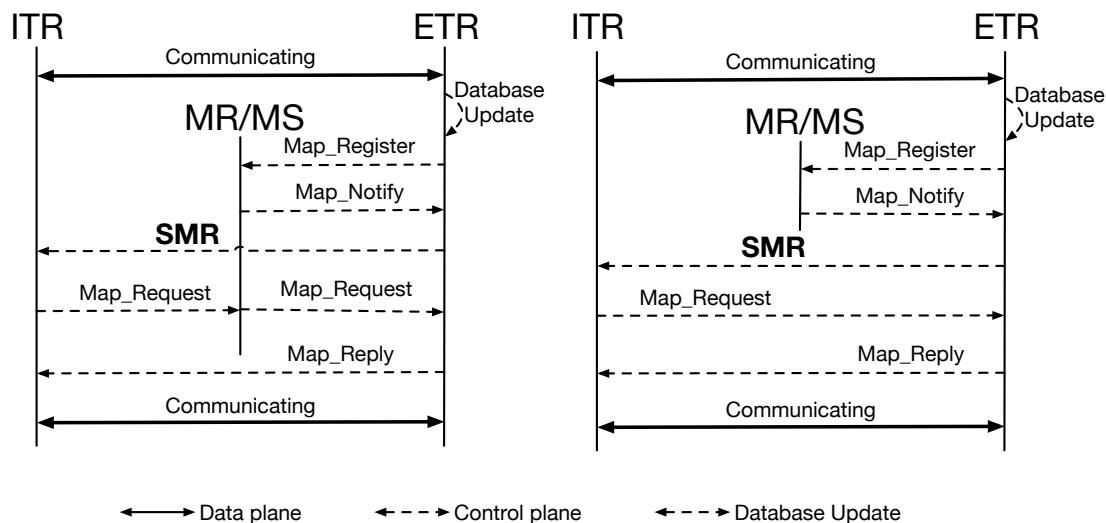 ITR
ETR
Communicating
Database
Update
MR/MS
Map_Register
Map_Notify
SMR
Map_Request
Map_Request
Map_Reply
Communicating
ITR
ETR
Communicating
Database
Update
MR/MS
Map_Register
Map_Notify
SMR
Map_Request
Map_Reply
Communicating
Data plane
Control plane
Database Update